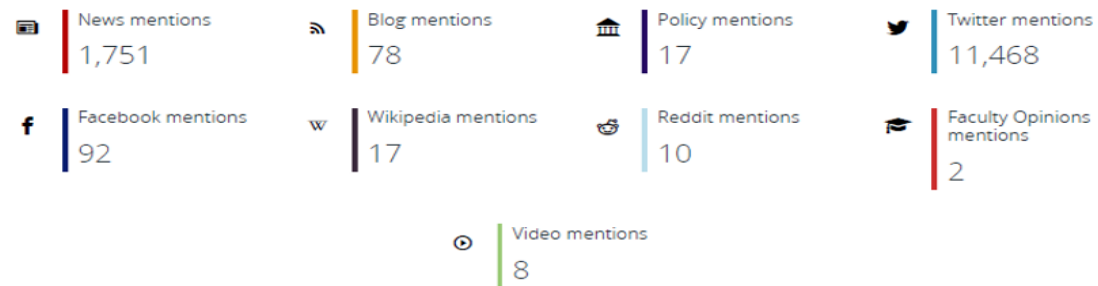 News mentions
1,751
Blog mentions
78
Policy mentions
17
Twitter mentions
11,468
Facebook mentions
92
Wikipedia mentions
17
Reddit mentions
10
Faculty Opinions
mentions
2
Video mentions
8